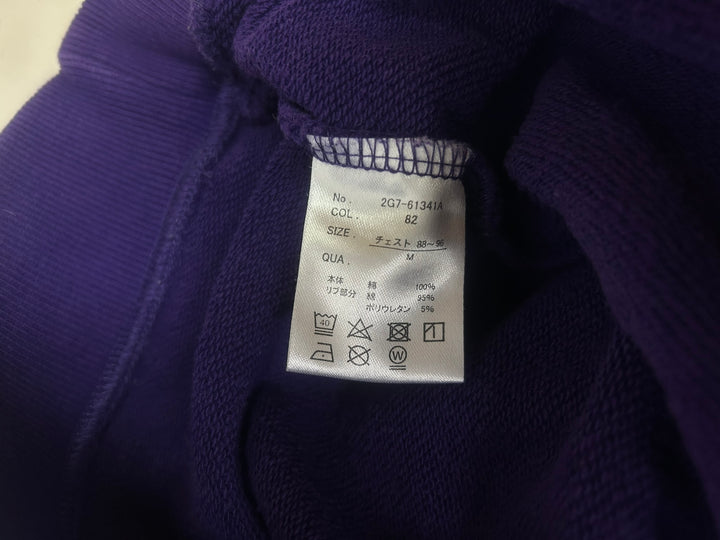 No. 2G7-61341A
COL. 82
SIZE. チェスト 88～96
QUA. M
本体 綿 100%
リブ部分 綿 95%
ポリウレタン 5%
40
W